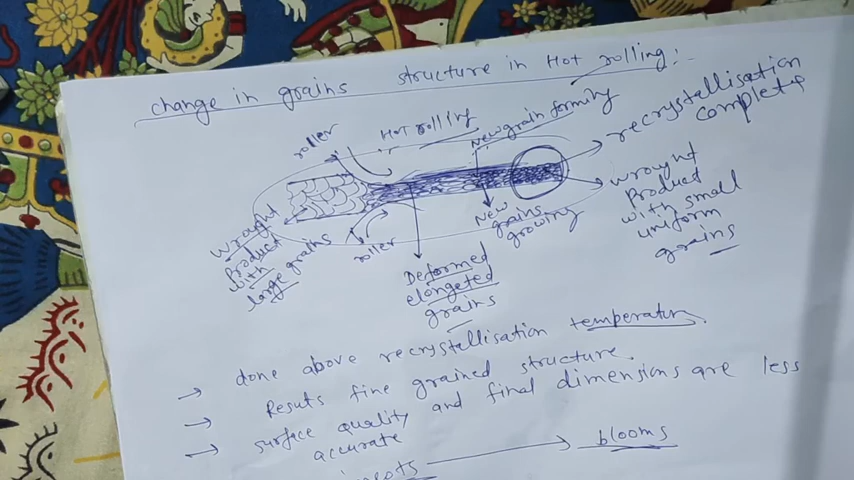 change in grains structure in Hot rolling:-
roller
Hot rolling
New grain forming
recrystallisation
complete
wrought
product
with
large grains
roller
New
grains
growing
Deformed
elongeted
grains
wrought
product
with small
uniform
grains
→ done above recrystallisation temperature.
→ Results fine grained structure.
→ surface quality and final dimensions are less
accurate
→ blooms